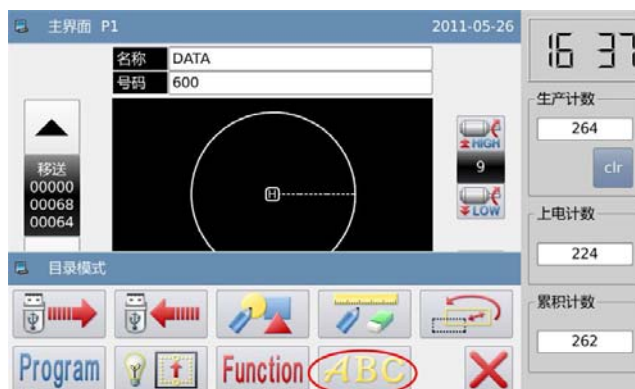 主界面 P1 2011-05-26
16 37
名称 DATA
号码 600
生产计数
264
clr
移送
00000
00068
00064
HIGH
9
LOW
H
上电计数
224
目录模式
累积计数
262
Program
Function
ABC